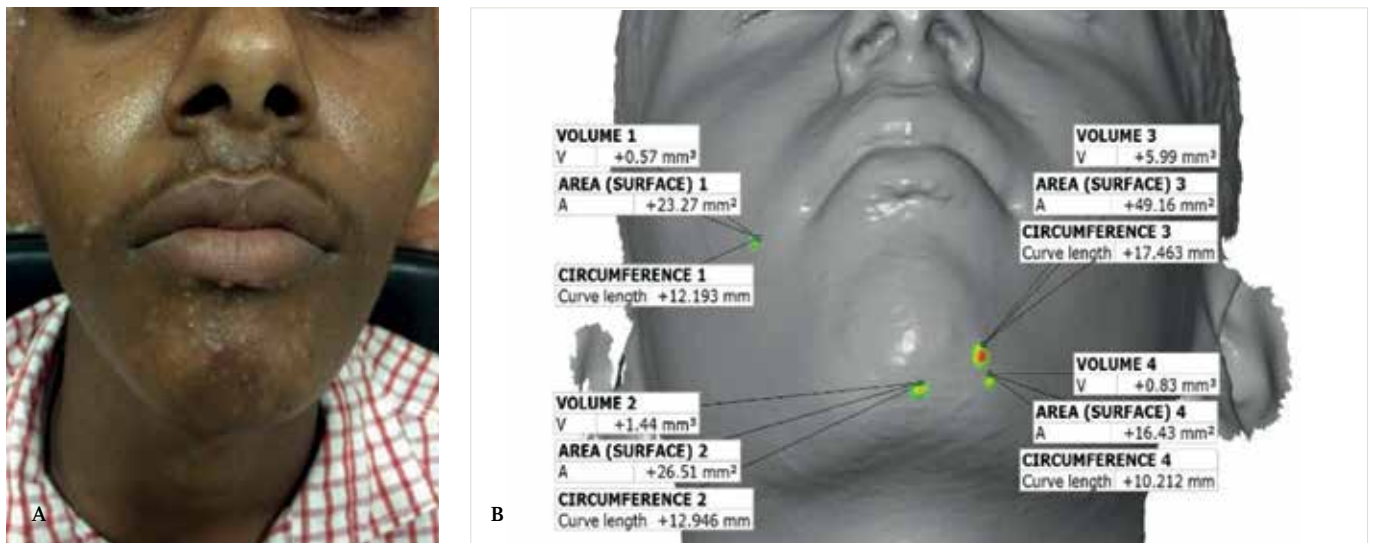 VOLUME 1
V +0.57 mm³
AREA (SURFACE) 1
A +23.27 mm²
CIRCUMFERENCE 1
Curve length +12.193 mm
VOLUME 2
V +1.44 mm³
AREA (SURFACE) 2
A +26.51 mm²
CIRCUMFERENCE 2
Curve length +12.946 mm
VOLUME 3
V +5.99 mm³
AREA (SURFACE) 3
A +49.16 mm²
CIRCUMFERENCE 3
Curve length +17.463 mm
VOLUME 4
V +0.83 mm³
AREA (SURFACE) 4
A +16.43 mm²
CIRCUMFERENCE 4
Curve length +10.212 mm
A
B